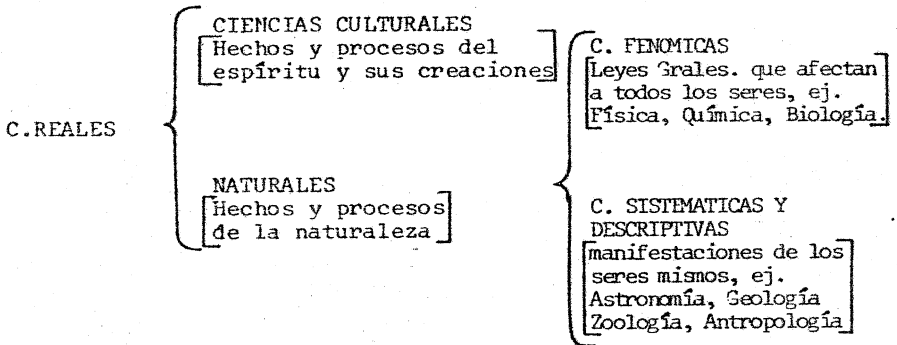 C.REALES
CIENCIAS CULTURALES
Hechos y procesos del
espíritu y sus creaciones
NATURALES
Hechos y procesos
de la naturaleza
C. FENOMICAS
Leyes Grales. que afectan
a todos los seres, ej.
Física, Química, Biología.
C. SISTEMATICAS Y
DESCRIPTIVAS
manifestaciones de los
seres mismos, ej.
Astronomía, Geología
Zoología, Antropología